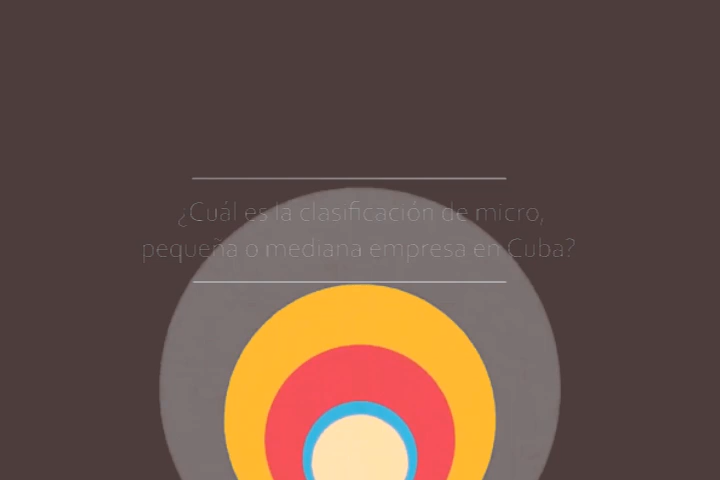 ¿Cuál es la clasificación de micro,
pequeña o mediana empresa en Cuba?